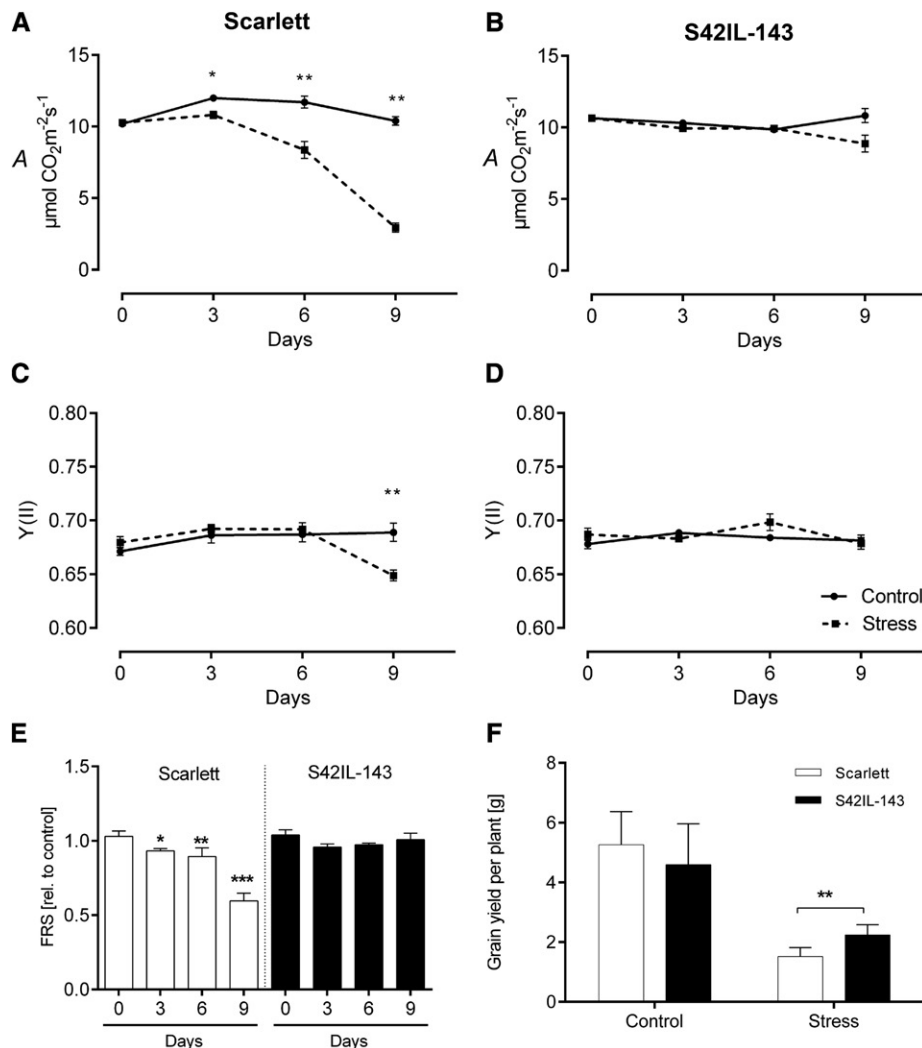 A
Scarlett
15
10
5
0
A
µmol CO2m-2s-1
*
**
**
0 3 6 9
Days
B
S42IL-143
15
10
5
0
A
µmol CO2m-2s-1
0 3 6 9
Days
C
0.80
0.75
0.70
0.65
0.60
Y(II)
**
0 3 6 9
Days
D
0.80
0.75
0.70
0.65
0.60
Y(II)
Control
Stress
0 3 6 9
Days
E
Scarlett
S42IL-143
1.5
1.0
0.5
0.0
FRS [rel. to control]
*
**
***
0 3 6 9 0 3 6 9
Days Days
F
Scarlett
S42IL-143
8
6
4
2
0
Grain yield per plant [g]
**
Control Stress